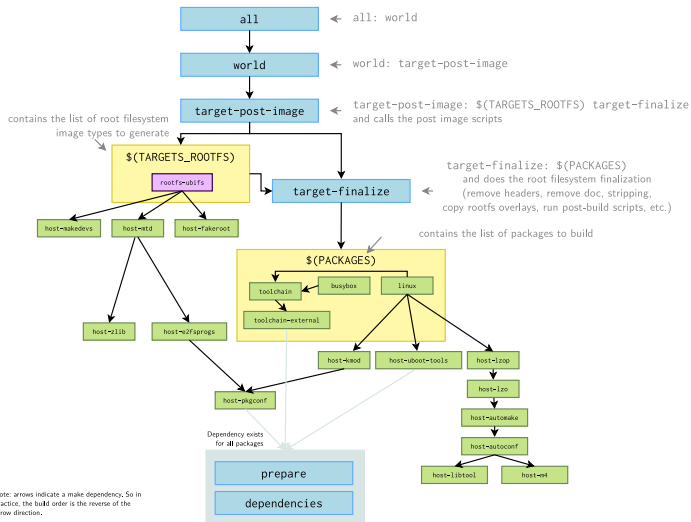 all
all: world
world
world: target-post-image
target-post-image
target-post-image: $(TARGETS_ROOTFS) target-finalize
and calls the post image scripts
contains the list of root filesystem
image types to generate
$(TARGETS_ROOTFS)
rootfs-ubifs
target-finalize
target-finalize: $(PACKAGES)
and does the root filesystem finalization
(remove headers, remove doc, stripping,
copy rootfs overlays, run post-build scripts, etc.)
host-makedevs
host-mtd
host-fakeroot
contains the list of packages to build
$(PACKAGES)
toolchain
busybox
linux
toolchain-external
host-zlib
host-e2fsprogs
host-kmod
host-uboot-tools
host-lzop
host-pkgconf
host-lzo
host-automake
host-autoconf
host-libtool
host-m4
Dependency exists
for all packages
prepare
dependencies
ote: arrows indicate a make dependency. So in
actice, the build order is the reverse of the
row direction.